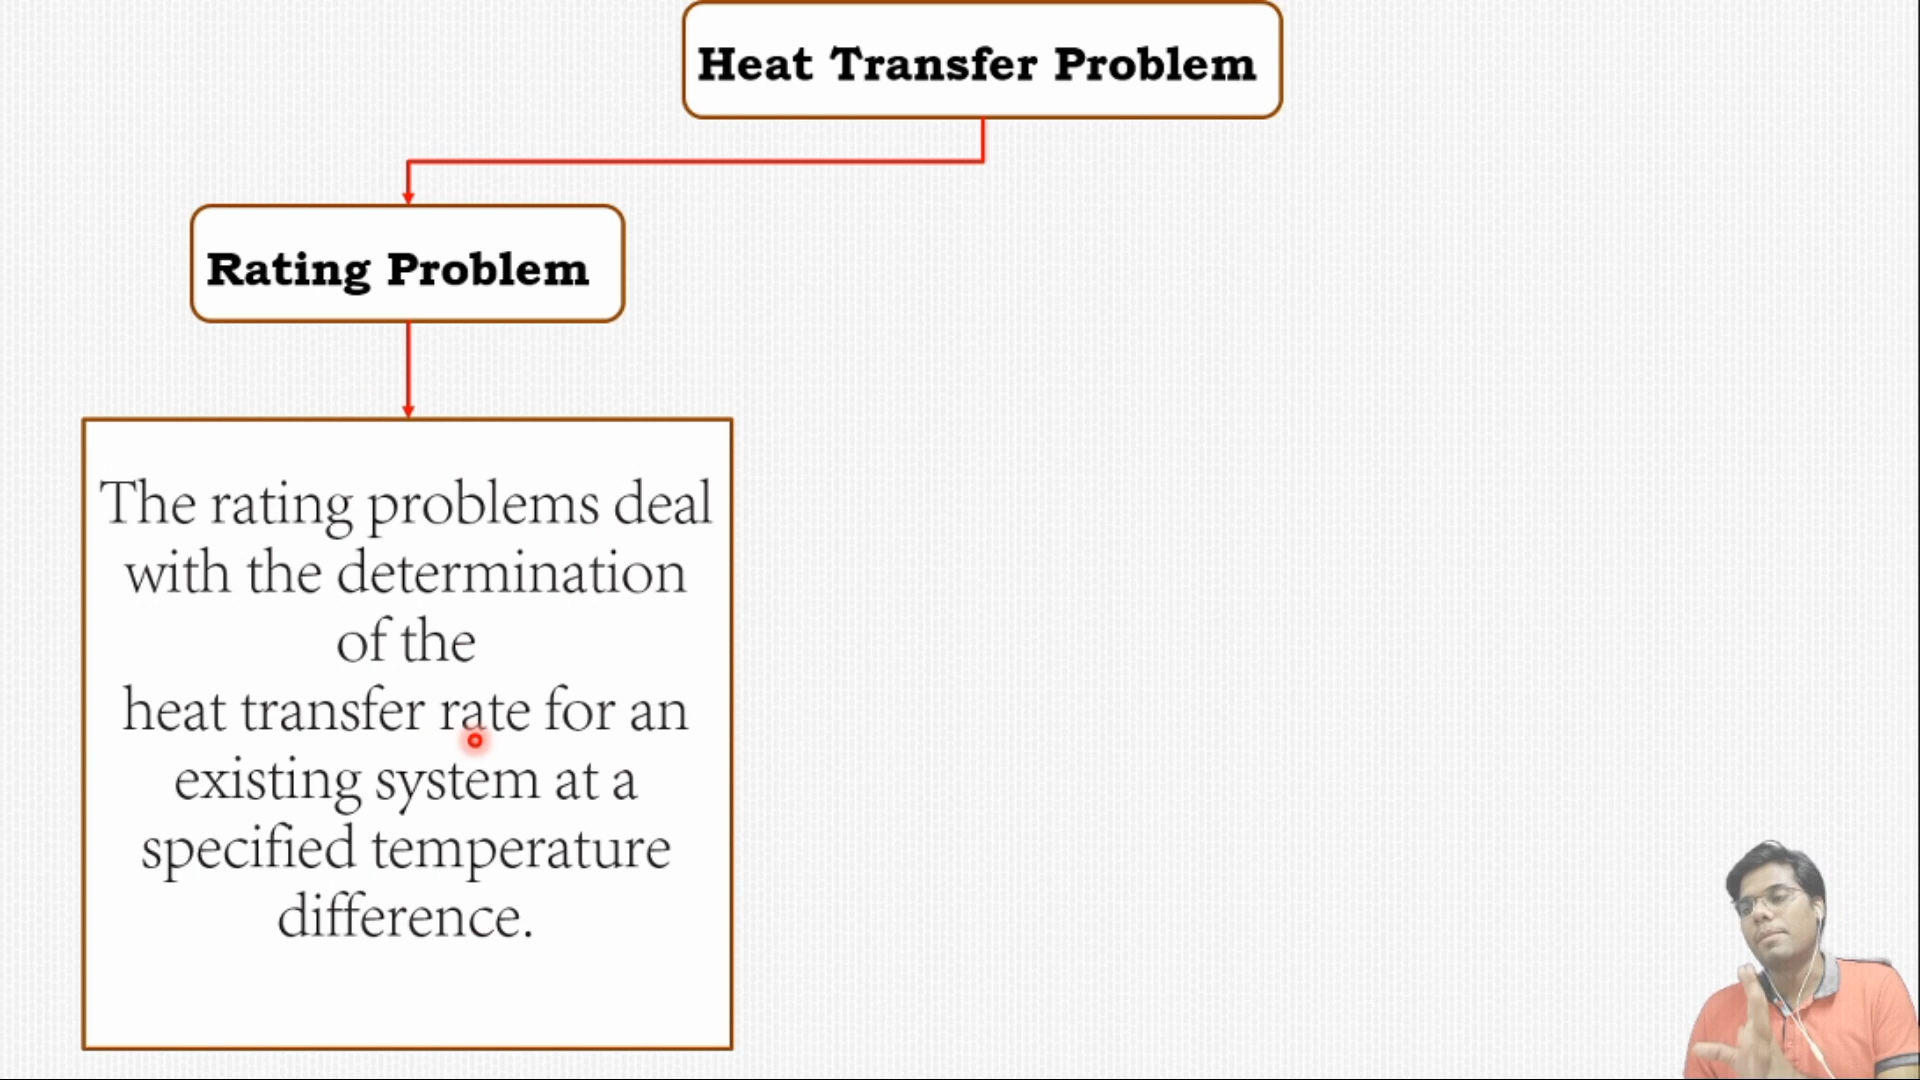 Heat Transfer Problem
Rating Problem
The rating problems deal
with the determination
of the
heat transfer rate for an
existing system at a
specified temperature
difference.